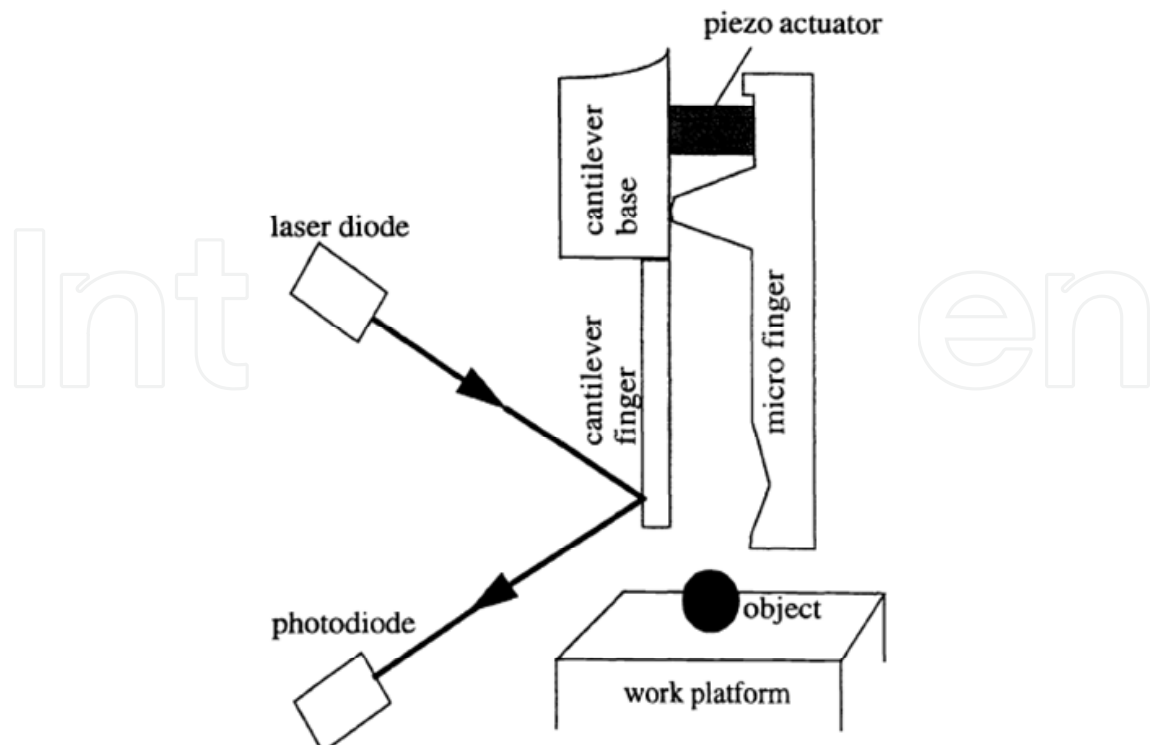 piezo actuator
cantilever
base
laser diode
cantilever
finger
micro finger
photodiode
object
work platform
Int
en